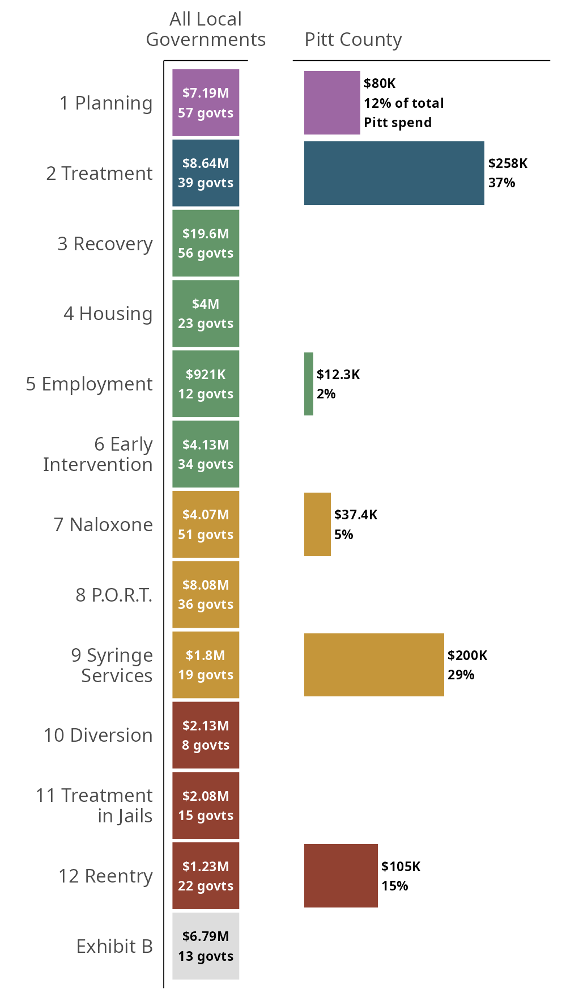 All Local
Governments
Pitt County
1 Planning
$7.19M
57 govts
$80K
12% of total
Pitt spend
2 Treatment
$8.64M
39 govts
$258K
37%
3 Recovery
$19.6M
56 govts
4 Housing
$4M
23 govts
5 Employment
$921K
12 govts
$12.3K
2%
6 Early
Intervention
$4.13M
34 govts
7 Naloxone
$4.07M
51 govts
$37.4K
5%
8 P.O.R.T.
$8.08M
36 govts
9 Syringe
Services
$1.8M
19 govts
$200K
29%
10 Diversion
$2.13M
8 govts
11 Treatment
in Jails
$2.08M
15 govts
12 Reentry
$1.23M
22 govts
$105K
15%
Exhibit B
$6.79M
13 govts